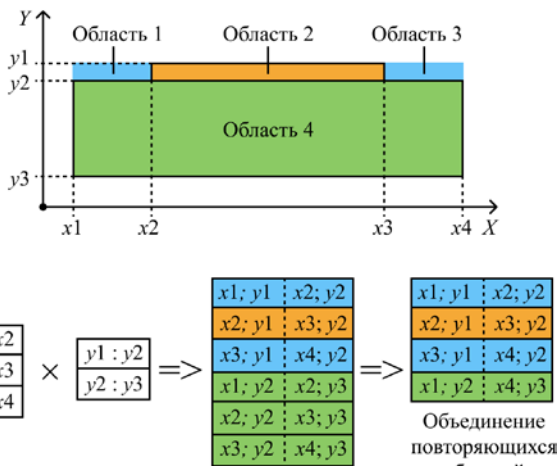 Y
Область 1 Область 2 Область 3
y1
y2
Область 4
y3
x1 x2 x3 x4 X
x2
x3
x4
×
y1 : y2
y2 : y3
=>
x1; y1 x2; y2
x2; y1 x3; y2
x3; y1 x4; y2
x1; y2 x2; y3
x2; y2 x3; y3
x3; y2 x4; y3
=>
x1; y1 x2; y2
x2; y1 x3; y2
x3; y1 x4; y2
x1; y2 x4; y3
Объединение
повторяющихся